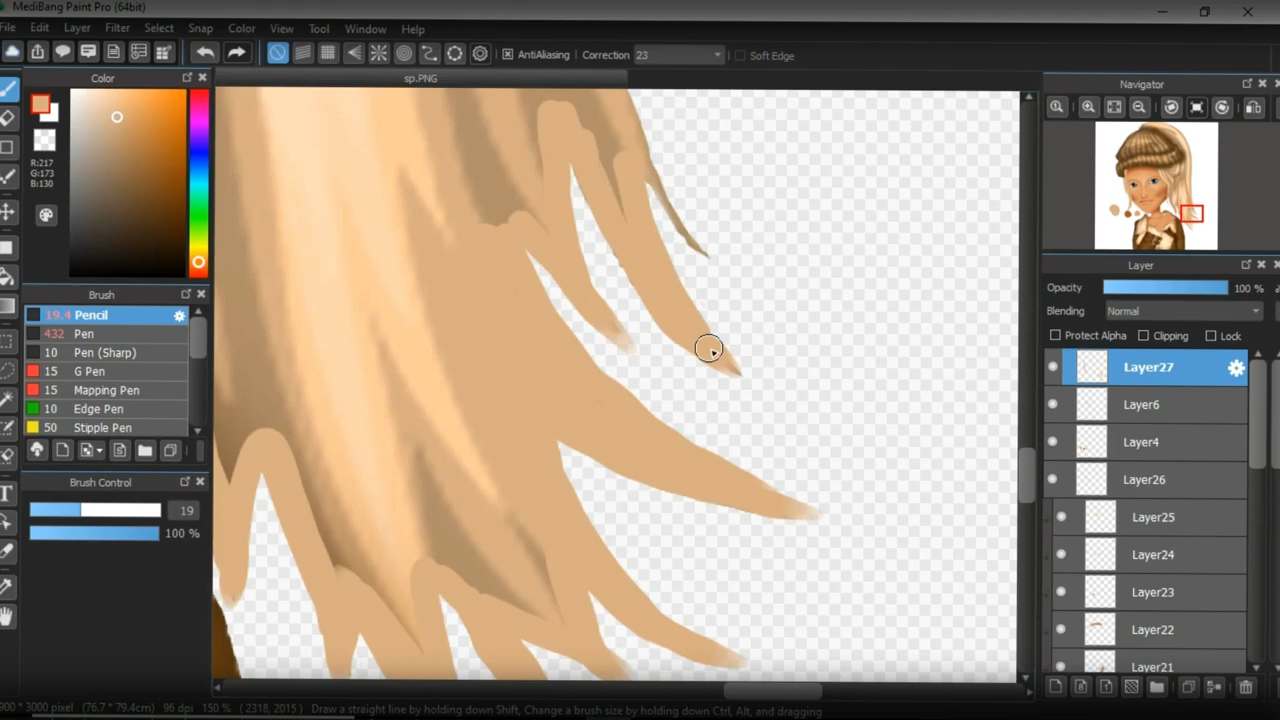 MediBang Paint Pro (64bit)
File Edit Layer Filter Select Snap Color View Tool Window Help
AntiAliasing Correction 23 Soft Edge
Color
sp.PNG
Navigator
R:217
G:173
B:130
Brush
19.4 Pencil
432 Pen
10 Pen (Sharp)
15 G Pen
15 Mapping Pen
10 Edge Pen
50 Stipple Pen
Brush Control
19
100 %
Layer
Opacity 100 %
Blending Normal
Protect Alpha Clipping Lock
Layer27
Layer6
Layer4
Layer26
Layer25
Layer24
Layer23
Layer22
Layer21
T
900 * 3000 pixel (76.7 * 79.4cm) 96 dpi 150 % ( 2318, 2015 ) Draw a straight line by holding down Shift, Change a brush size by holding down Ctrl, Alt, and dragging